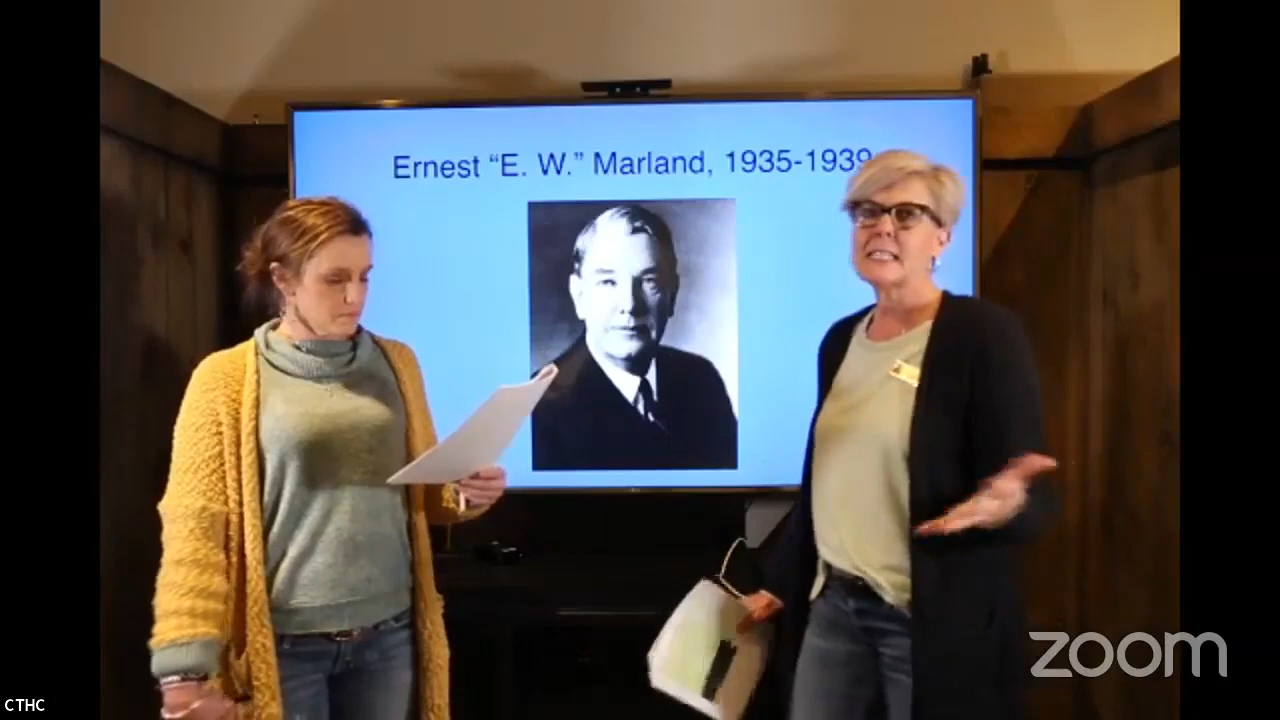 Ernest “E. W.” Marland, 1935-1939
zoom
CTHC